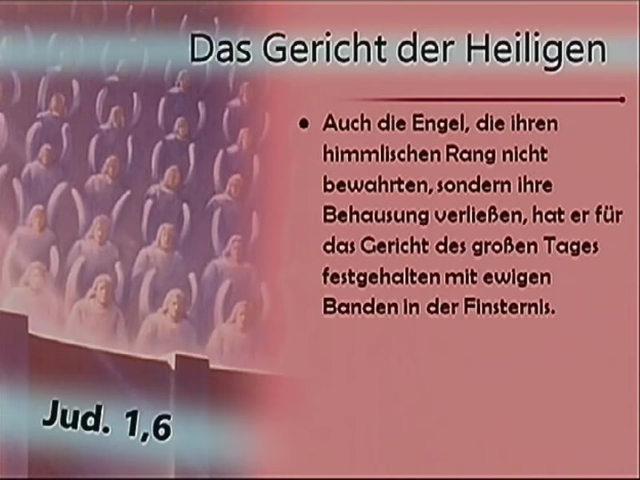 Das Gericht der Heiligen
• Auch die Engel, die ihren
himmlischen Rang nicht
bewahrten, sondern ihre
Behausung verließen, hat er für
das Gericht des großen Tages
festgehalten mit ewigen
Banden in der Finsternis.
Jud. 1,6